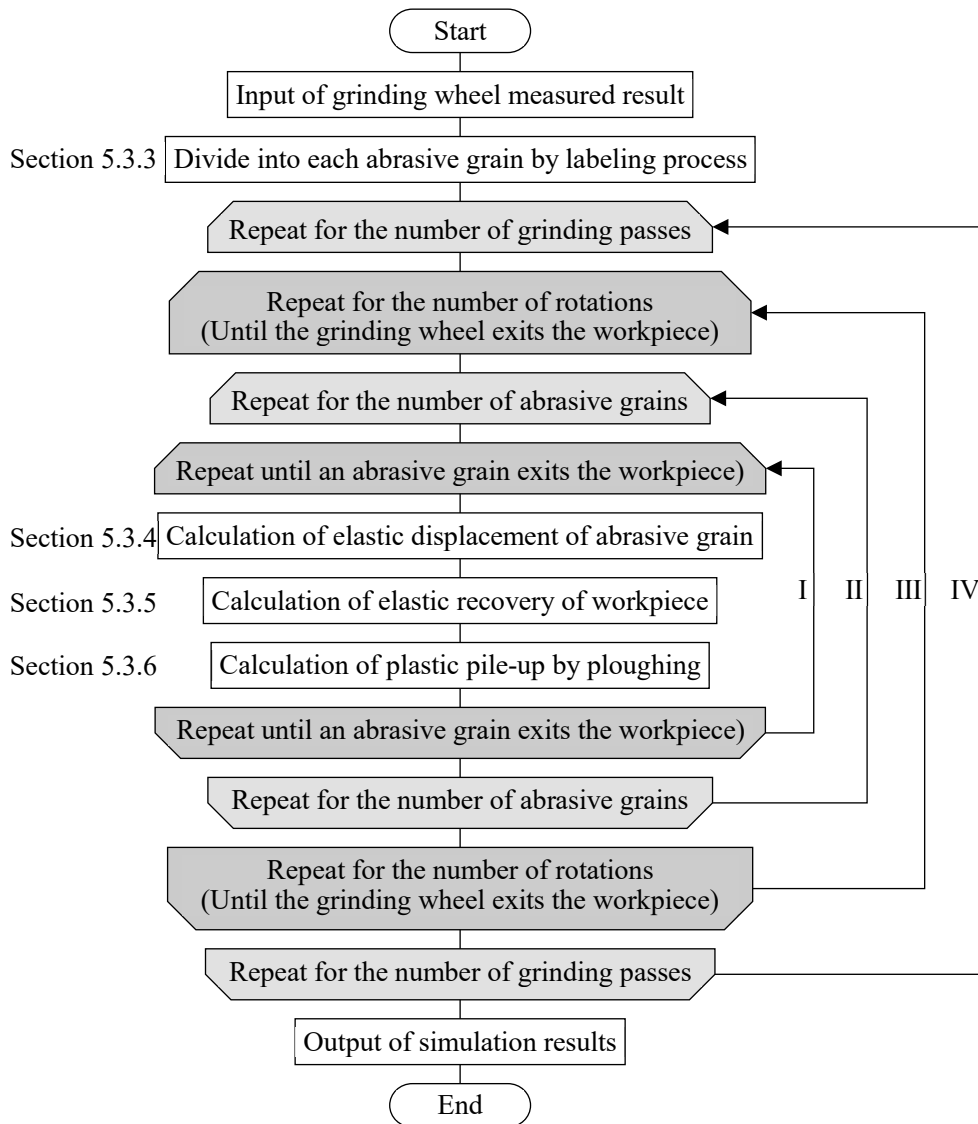 Start
Input of grinding wheel measured result
Section 5.3.3
Divide into each abrasive grain by labeling process
Repeat for the number of grinding passes
Repeat for the number of rotations
(Until the grinding wheel exits the workpiece)
Repeat for the number of abrasive grains
Repeat until an abrasive grain exits the workpiece)
Section 5.3.4
Calculation of elastic displacement of abrasive grain
Section 5.3.5
Calculation of elastic recovery of workpiece
I
II
III
IV
Section 5.3.6
Calculation of plastic pile-up by ploughing
Repeat until an abrasive grain exits the workpiece)
Repeat for the number of abrasive grains
Repeat for the number of rotations
(Until the grinding wheel exits the workpiece)
Repeat for the number of grinding passes
Output of simulation results
End